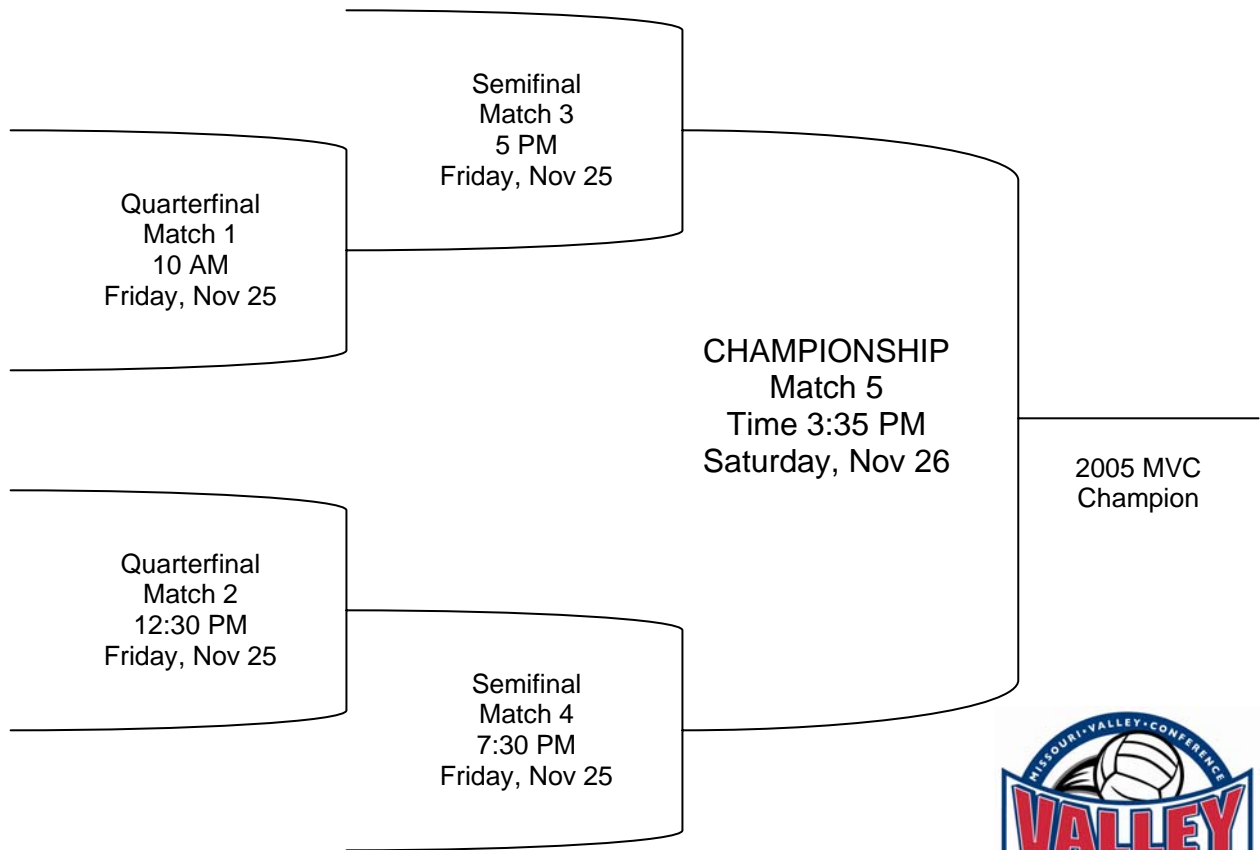 Semifinal
Match 3
5 PM
Friday, Nov 25
Quarterfinal
Match 1
10 AM
Friday, Nov 25
CHAMPIONSHIP
Match 5
Time 3:35 PM
Saturday, Nov 26
2005 MVC
Champion
Quarterfinal
Match 2
12:30 PM
Friday, Nov 25
Semifinal
Match 4
7:30 PM
Friday, Nov 25
MISSOURI•VALLEY•CONFERENCE
VALLEY